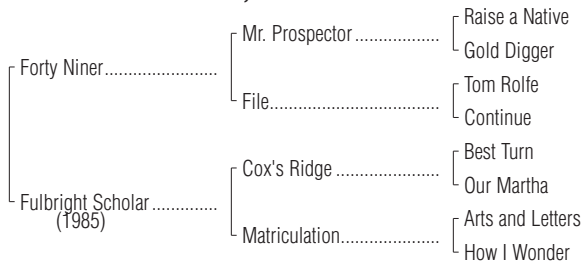 Raise a Native
Mr. Prospector ..................
Gold Digger
Forty Niner........................
Tom Rolfe
File....................................
Continue
Best Turn
Cox's Ridge ......................
Our Martha
Fulbright Scholar ..............
(1985)
Arts and Letters
Matriculation.....................
How I Wonder